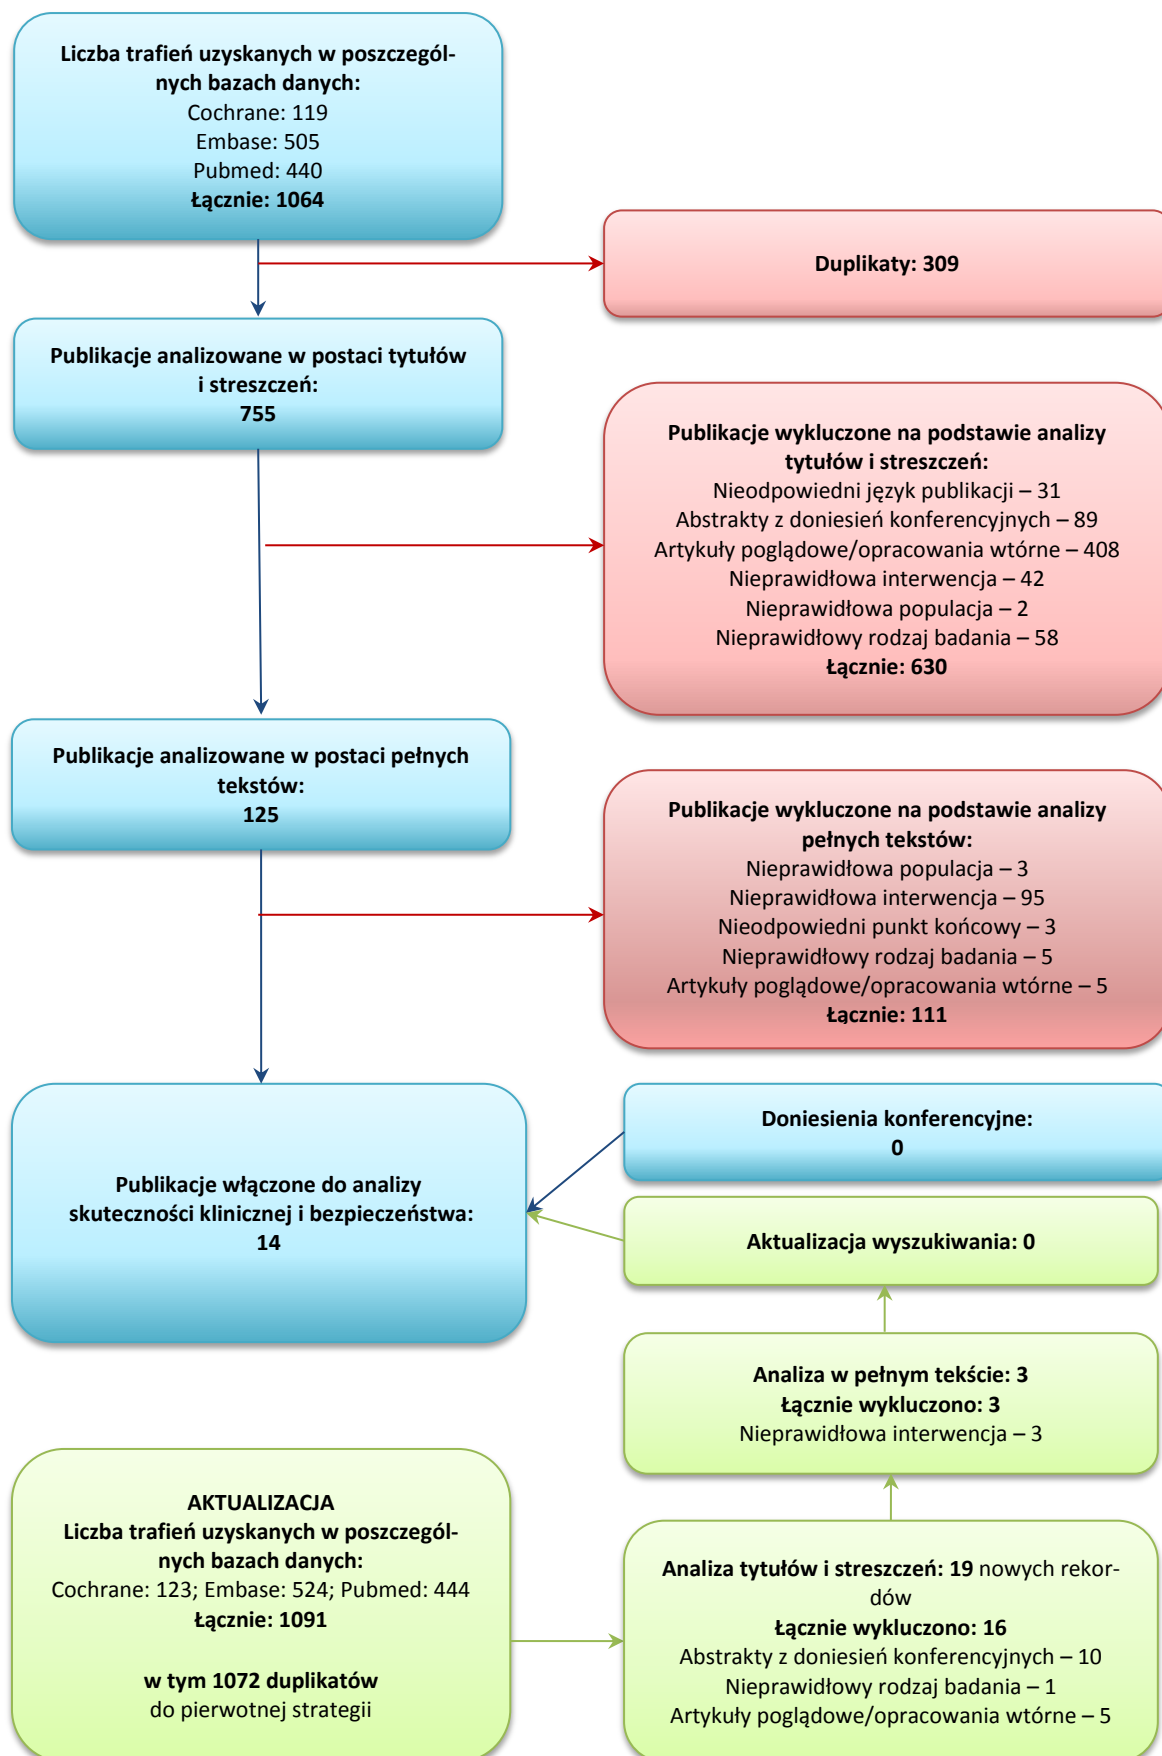 Liczba trafień uzyskanych w poszczegól-
nych bazach danych:
Cochrane: 119
Embase: 505
Pubmed: 440
Łącznie: 1064
Duplikaty: 309
Publikacje analizowane w postaci tytułów
i streszczeń:
755
Publikacje wykluczone na podstawie analizy
tytułów i streszczeń:
Nieodpowiedni język publikacji – 31
Abstrakty z doniesień konferencyjnych – 89
Artykuły poglądowe/opracowania wtórne – 408
Nieprawidłowa interwencja – 42
Nieprawidłowa populacja – 2
Nieprawidłowy rodzaj badania – 58
Łącznie: 630
Publikacje analizowane w postaci pełnych
tekstów:
125
Publikacje wykluczone na podstawie analizy
pełnych tekstów:
Nieprawidłowa populacja – 3
Nieprawidłowa interwencja – 95
Nieodpowiedni punkt końcowy – 3
Nieprawidłowy rodzaj badania – 5
Artykuły poglądowe/opracowania wtórne – 5
Łącznie: 111
Publikacje włączone do analizy
skuteczności klinicznej i bezpieczeństwa:
14
Doniesienia konferencyjne:
0
Aktualizacja wyszukiwania: 0
Analiza w pełnym tekście: 3
Łącznie wykluczono: 3
Nieprawidłowa interwencja – 3
AKTUALIZACJA
Liczba trafień uzyskanych w poszczegól-
nych bazach danych:
Cochrane: 123; Embase: 524; Pubmed: 444
Łącznie: 1091
w tym 1072 duplikatów
do pierwotnej strategii
Analiza tytułów i streszczeń: 19 nowych rekor-
dów
Łącznie wykluczono: 16
Abstrakty z doniesień konferencyjnych – 10
Nieprawidłowy rodzaj badania – 1
Artykuły poglądowe/opracowania wtórne – 5